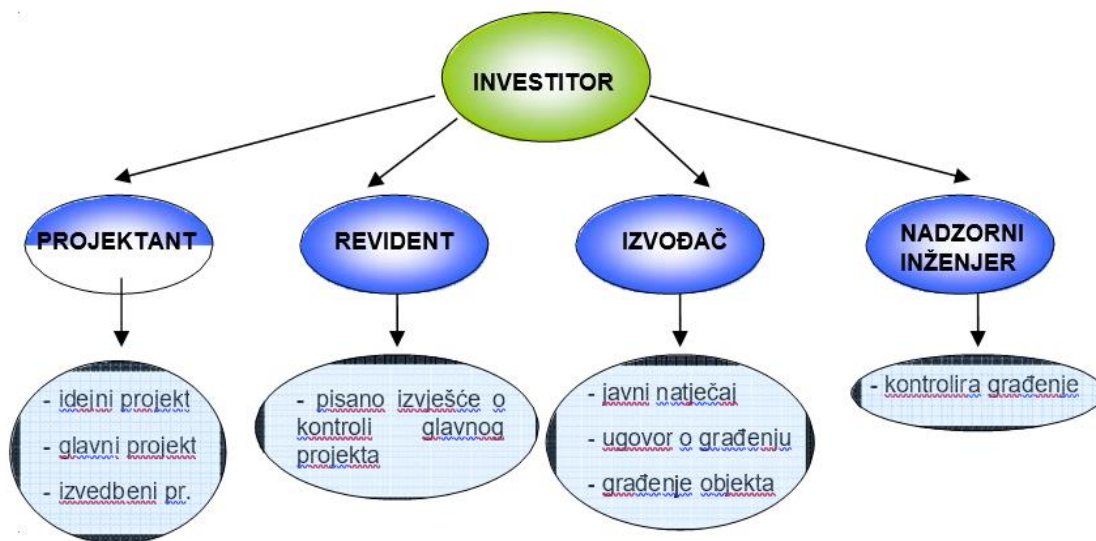 INVESTITOR
PROJEKTANT
REVIDENT
IZVOĐAČ
NADZORNI
INŽENJER
- idejni projekt
- glavni projekt
- izvedbeni pr.
- pisano izvješće o
kontroli glavnog
projekta
- javni natječaj
- ugovor o građenju
- građenje objekta
- kontrolira građenje